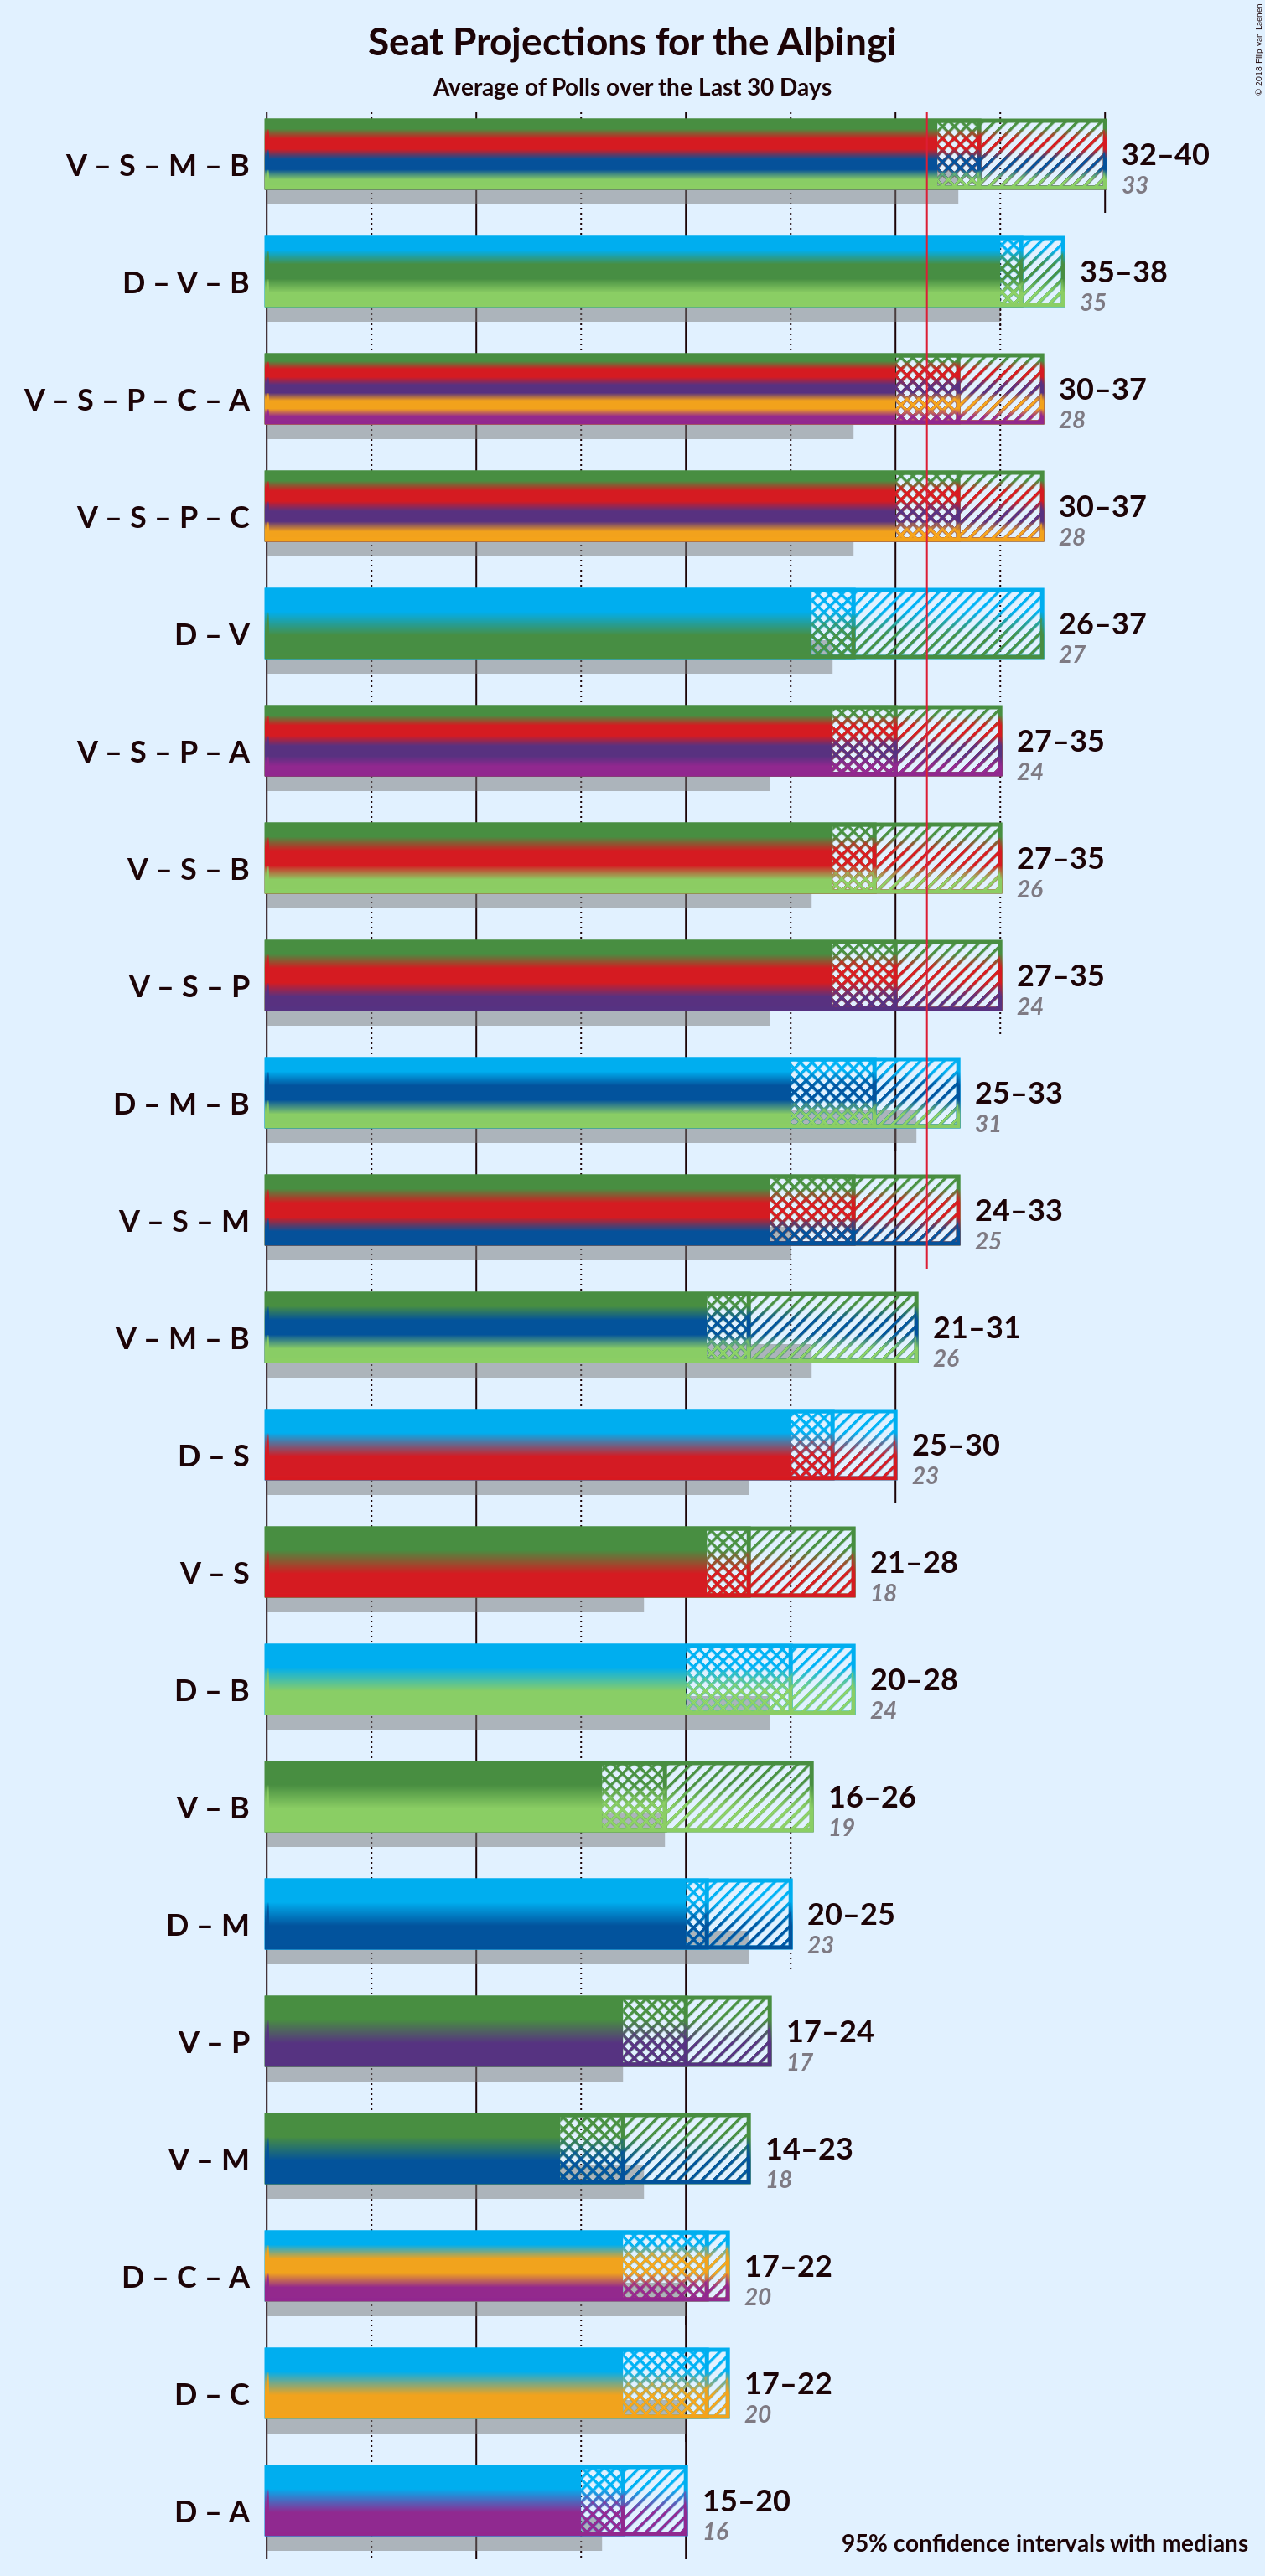 Seat Projections for the Alþingi
Average of Polls over the Last 30 Days
© 2018 Filip van Laenen
V – S – M – B
32–40
33
D – V – B
35–38
35
V – S – P – C – A
30–37
28
V – S – P – C
30–37
28
D – V
26–37
27
V – S – P – A
27–35
24
V – S – B
27–35
26
V – S – P
27–35
24
D – M – B
25–33
31
V – S – M
24–33
25
V – M – B
21–31
26
D – S
25–30
23
V – S
21–28
18
D – B
20–28
24
V – B
16–26
19
D – M
20–25
23
V – P
17–24
17
V – M
14–23
18
D – C – A
17–22
20
D – C
17–22
20
D – A
15–20
16
95% confidence intervals with medians